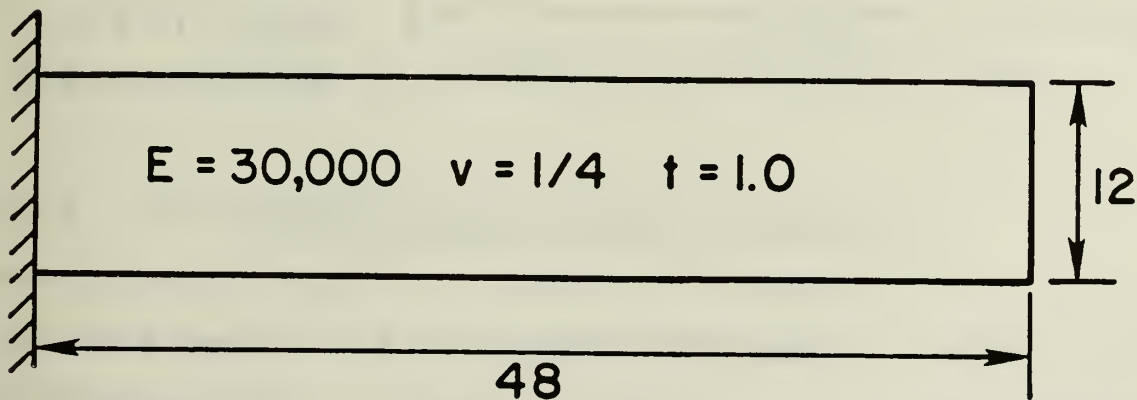 E = 30,000 v = 1/4 t = 1.0
12
48